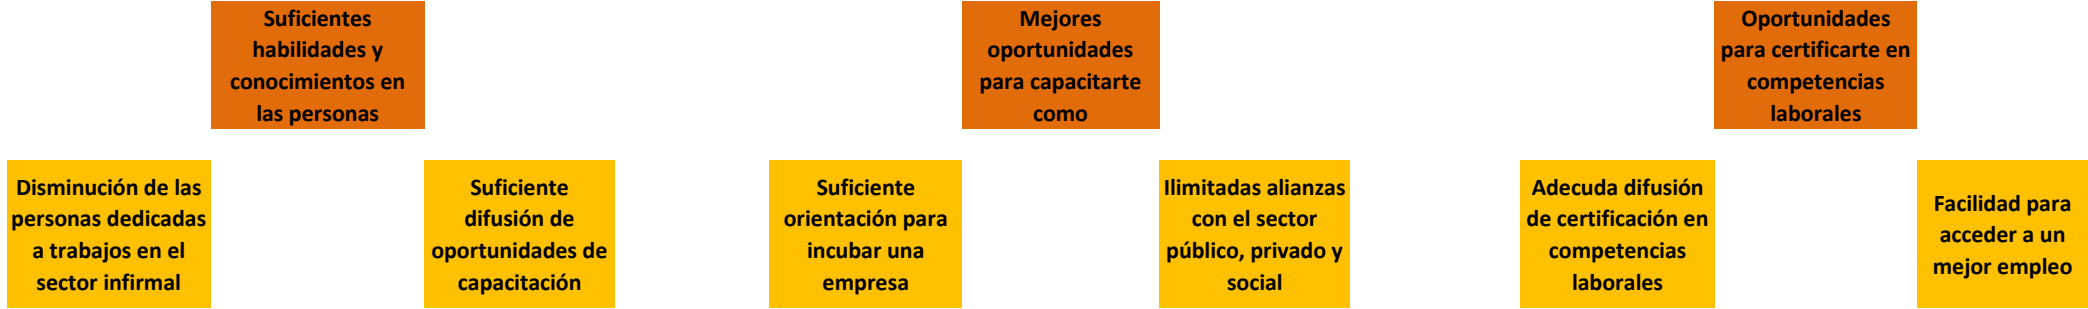 Suficientes
habilidades y
conocimientos en
las personas
Mejores
oportunidades
para capacitarte
como
Oportunidades
para certificarte en
competencias
laborales
Disminución de las
personas dedicadas
a trabajos en el
sector infirmal
Suficiente
difusión de
oportunidades de
capacitación
Suficiente
orientación para
incubar una
empresa
Ilimitadas alianzas
con el sector
público, privado y
social
Adecuda difusión
de certificación en
competencias
laborales
Facilidad para
acceder a un
mejor empleo